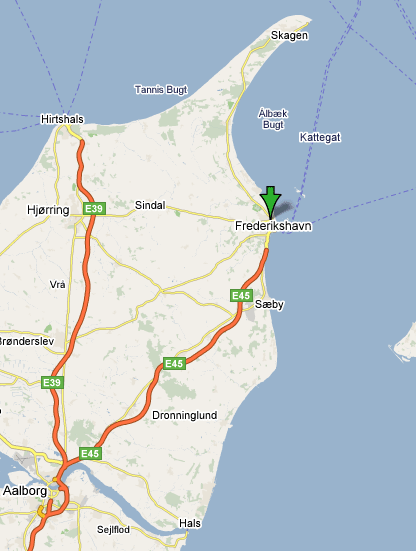 Skagen
Tannis Bugt
Ålbæk
Bugt
Hirtshals
Kattegat
Sindal
E39
Hjørring
Frederikshavn
Vrå
E45
Sæby
Brønderslev
E45
E39
Dronninglund
E45
Aalborg
Hals
Sejlflod